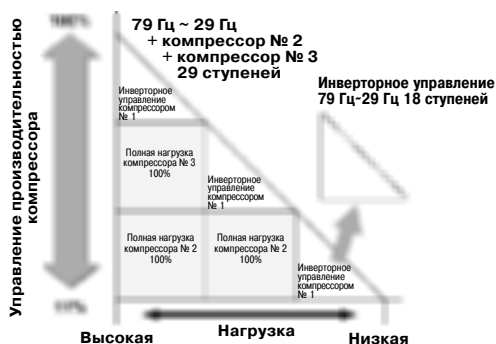 100%
79 Гц ~ 29 Гц
+ компрессор № 2
+ компрессор № 3
29 ступеней
Инверторное управление
79 Гц-29 Гц 18 ступеней
Управление производительностью
компрессора
Инверторное
управление
компрессором
№ 1
Полная нагрузка
компрессора № 3
100%
Инверторное
управление
компрессором
№ 1
Полная нагрузка
компрессора № 2
100%
Полная нагрузка
компрессора № 2
100%
Инверторное
управление
компрессором
№ 1
Высокая
Нагрузка
Низкая